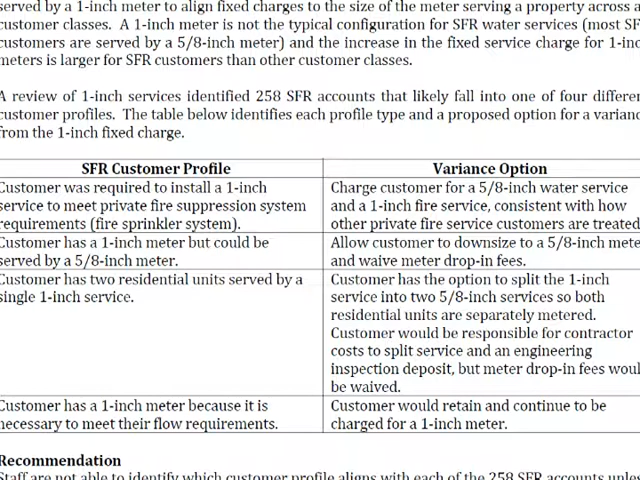 served by a 1-inch meter to align fixed charges to the size of the meter serving a property across a
customer classes. A 1-inch meter is not the typical configuration for SFR water services (most SF
customers are served by a 5/8-inch meter) and the increase in the fixed service charge for 1-inc
meters is larger for SFR customers than other customer classes.
A review of 1-inch services identified 258 SFR accounts that likely fall into one of four differen
customer profiles. The table below identifies each profile type and a proposed option for a varianc
from the 1-inch fixed charge.
SFR Customer Profile
Variance Option
Customer was required to install a 1-inch
service to meet private fire suppression system
requirements (fire sprinkler system).
Charge customer for a 5/8-inch water service
and a 1-inch fire service, consistent with how
other private fire service customers are treated
Customer has a 1-inch meter but could be
served by a 5/8-inch meter.
Allow customer to downsize to a 5/8-inch mete
and waive meter drop-in fees.
Customer has two residential units served by a
single 1-inch service.
Customer has the option to split the 1-inch
service into two 5/8-inch services so both
residential units are separately metered.
Customer would be responsible for contractor
costs to split service and an engineering
inspection deposit, but meter drop-in fees woul
be waived.
Customer has a 1-inch meter because it is
necessary to meet their flow requirements.
Customer would retain and continue to be
charged for a 1-inch meter.
Recommendation
Staff are not able to identify which customer profile aligns with each of the 258 SFR accounts unles